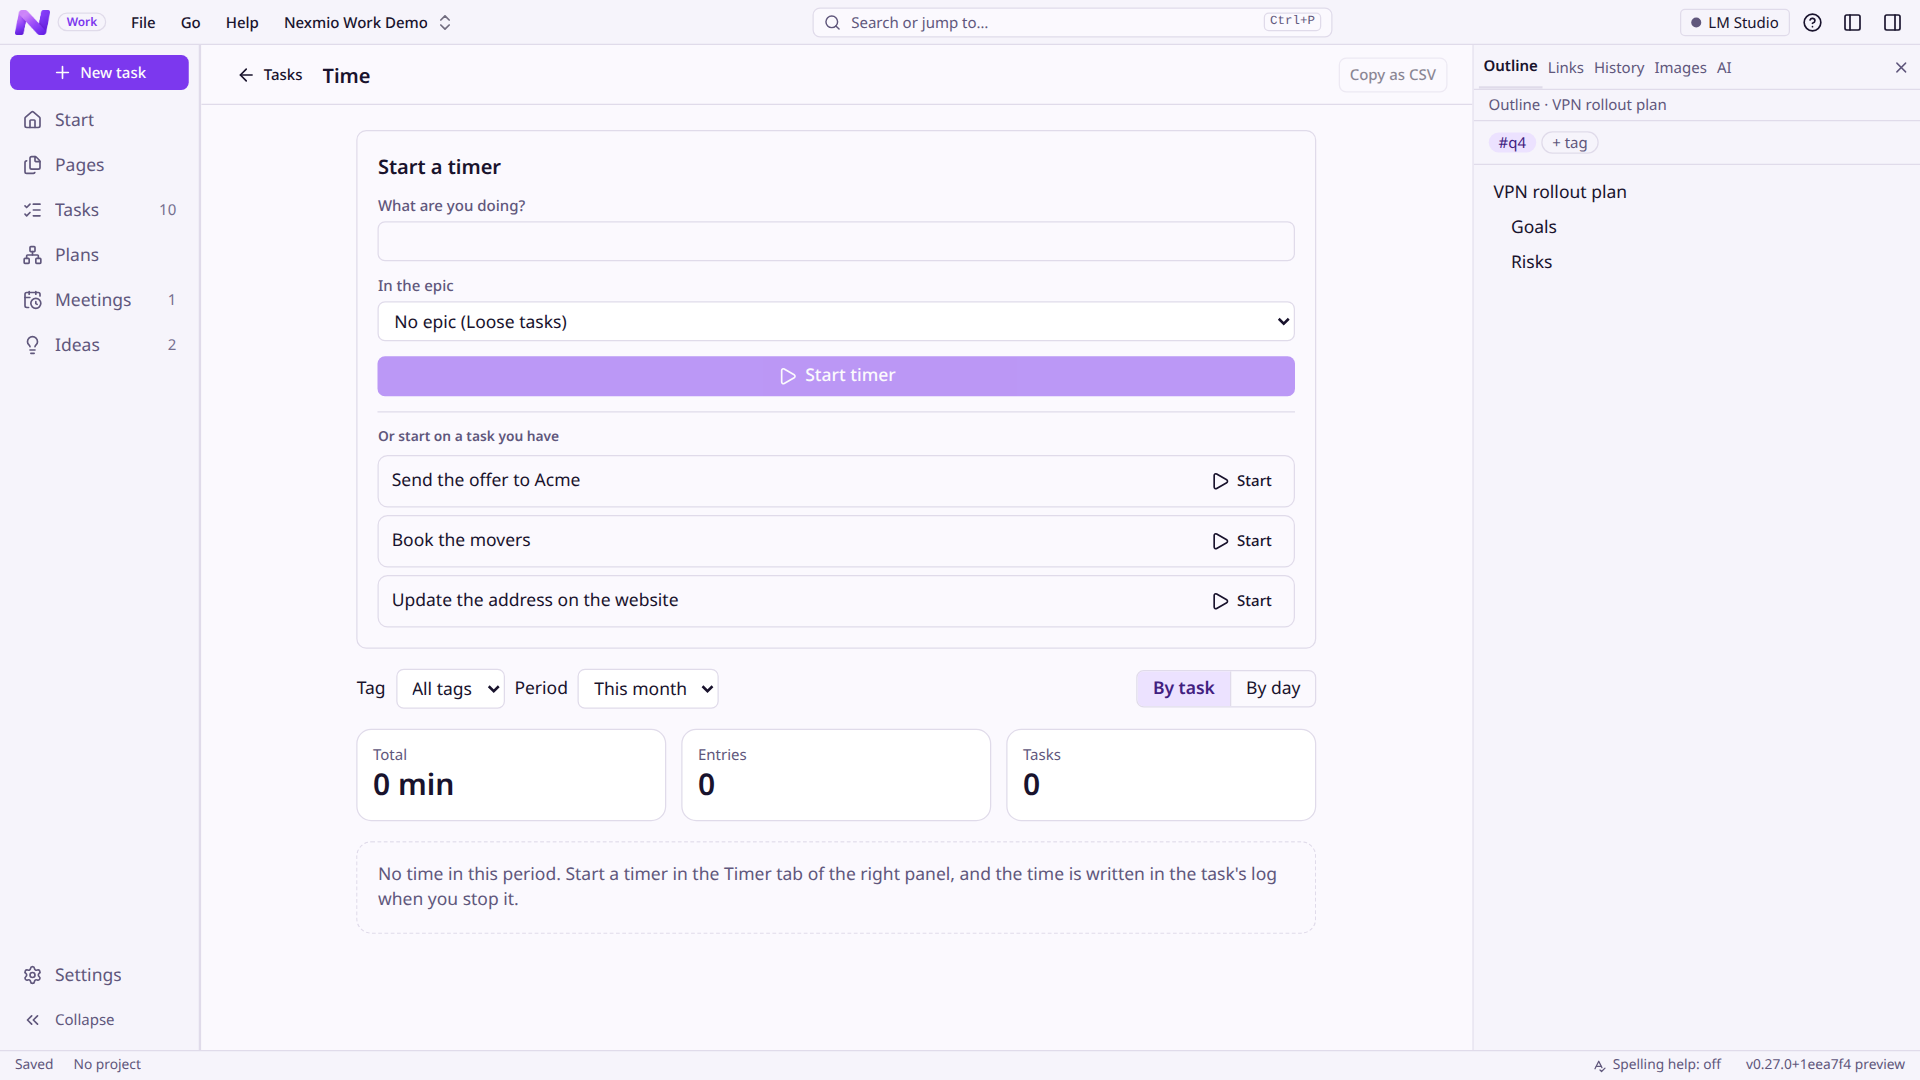 Work
File
Go
Help
Nexmio Work Demo
Search or jump to...
Ctrl+P
LM Studio
New task
Start
Pages
Tasks 10
Plans
Meetings 1
Ideas 2
Settings
Collapse
Tasks
Time
Copy as CSV
Start a timer
What are you doing?
In the epic
No epic (Loose tasks)
Start timer
Or start on a task you have
Send the offer to Acme
Start
Book the movers
Start
Update the address on the website
Start
Tag
All tags
Period
This month
By task
By day
Total
0 min
Entries
0
Tasks
0
No time in this period. Start a timer in the Timer tab of the right panel, and the time is written in the task's log
when you stop it.
Outline
Links
History
Images
AI
Outline · VPN rollout plan
#q4
+ tag
VPN rollout plan
Goals
Risks
Saved
No project
Spelling help: off
v0.27.0+1eea7f4 preview